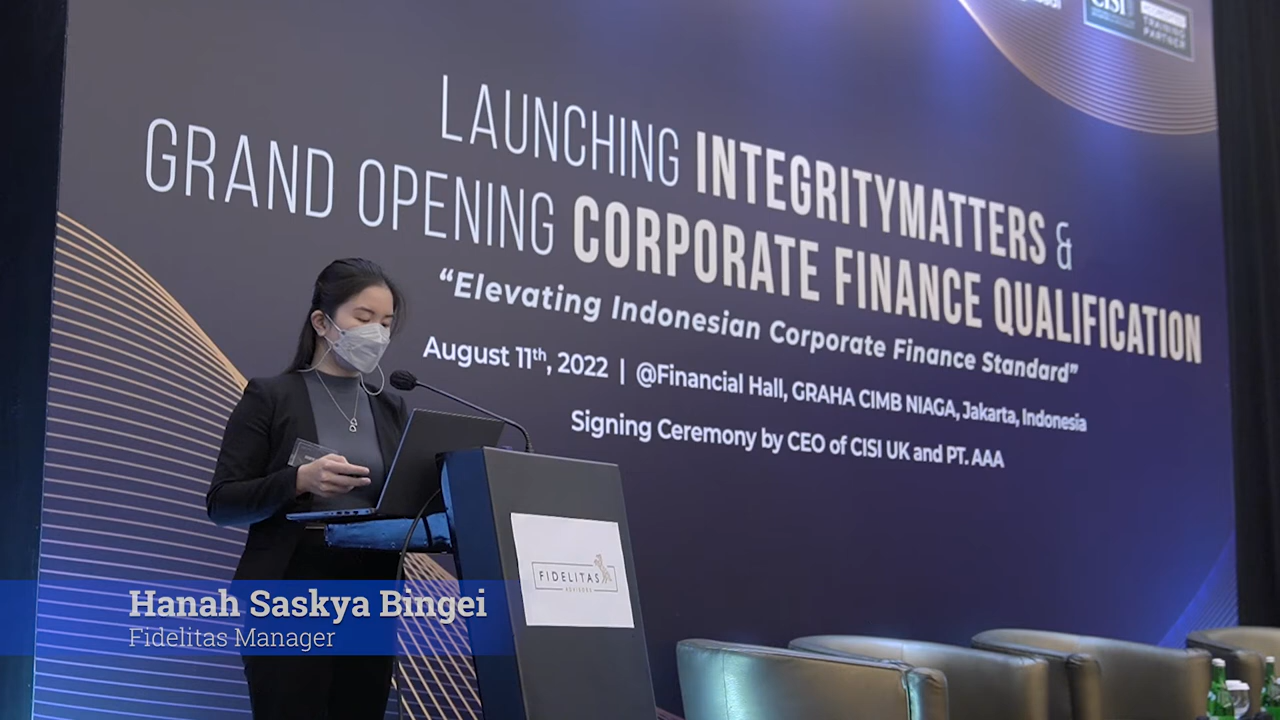 CISI
TRAINING
PARTNER
LAUNCHING INTEGRITYMATTERS &
GRAND OPENING CORPORATE FINANCE QUALIFICATION
“Elevating Indonesian Corporate Finance Standard”
August 11th, 2022 | @Financial Hall, GRAHA CIMB NIAGA, Jakarta, Indonesia
Signing Ceremony by CEO of CISI UK and PT. AAA
FIDELITAS
ADVISORS
Hanah Saskya Bingei
Fidelitas Manager